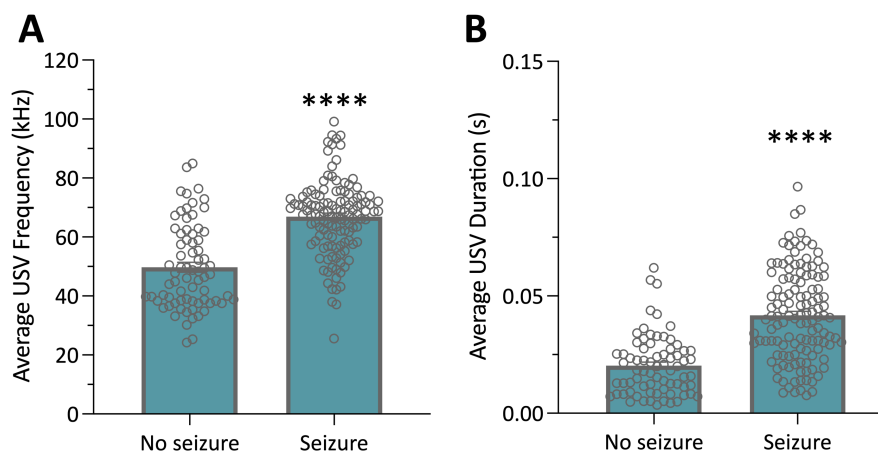 A
Average USV Frequency (kHz)
120
100
80
60
40
20
0
****
No seizure
Seizure
B
Average USV Duration (s)
0.15
0.10
0.05
0.00
****
No seizure
Seizure